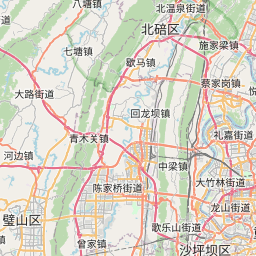 八塘镇
北温泉街道
北碚区
七塘镇
施家梁镇
歇马镇
蔡家岗镇
大路街道
回龙坝镇
礼嘉街道
青木关镇
河边镇
中梁镇
大竹林街道
陈家桥街道
龙山街道
璧山区
歌乐山街道
曾家镇
沙坪坝区